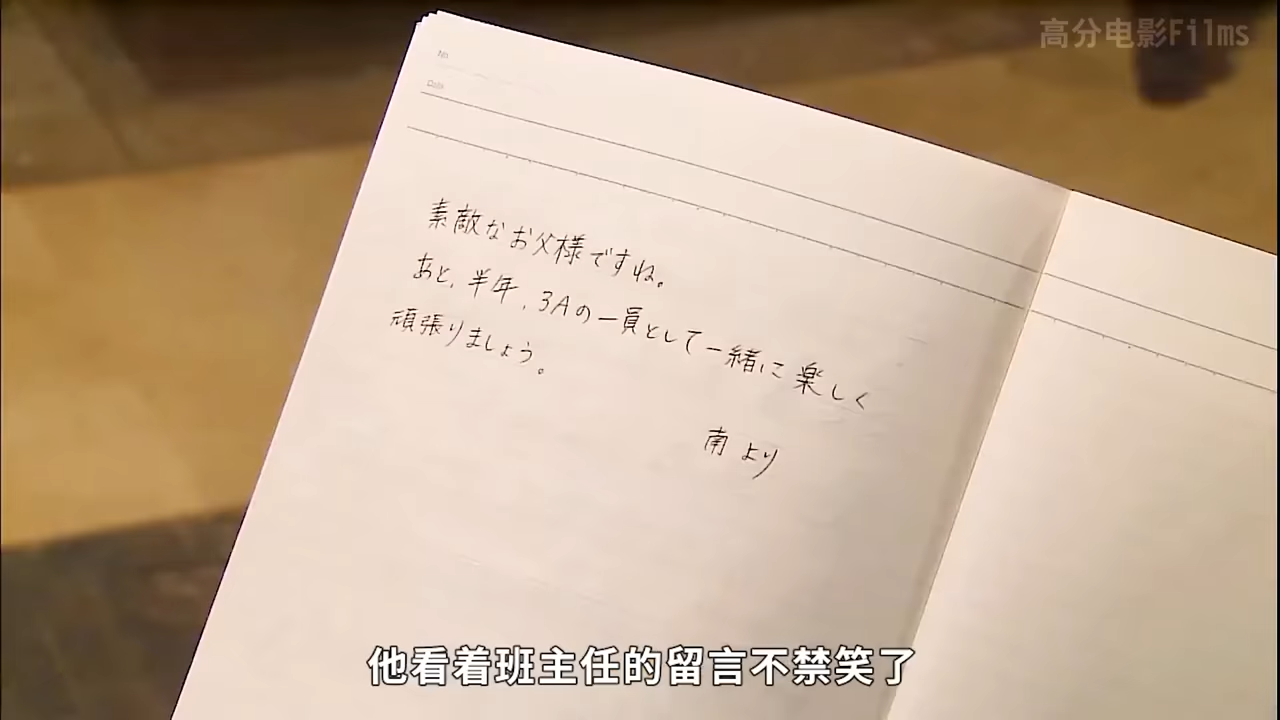 高分电影Films
No.
Date
素敵なお父様ですね。
あと、半年、3Aの一員として一緒に楽しく
頑張りましょう。
南より
他看着班主任的留言不禁笑了